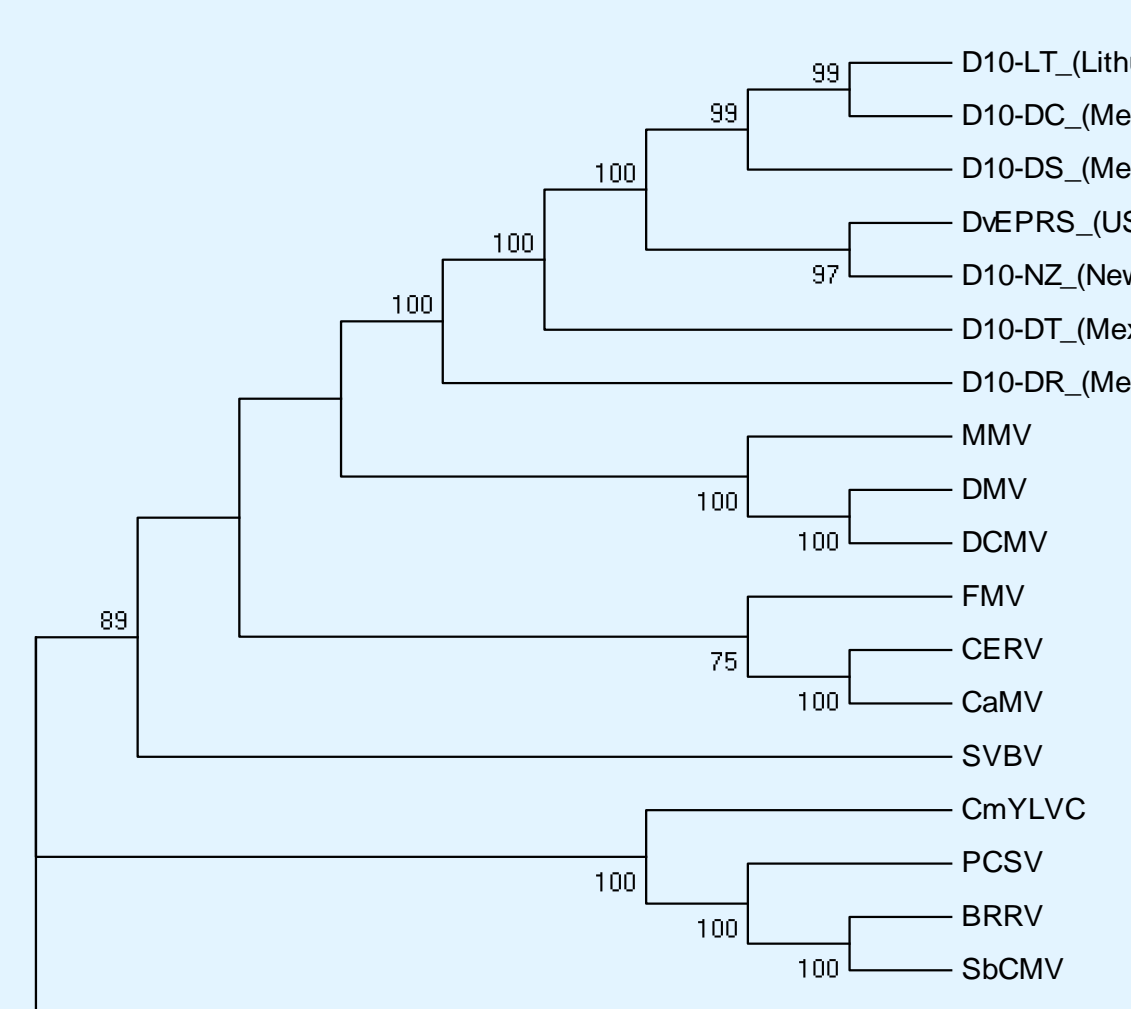 99
D10-LT_(Lith
99
D10-DC_(Me
100
D10-DS_(Me
100
DvEPRS_(US
97
D10-NZ_(New
100
D10-DT_(Mex
D10-DR_(Me
MMV
100
DMV
100
DCMV
89
FMV
75
CERV
100
CaMV
SVBV
CmYLVC
100
PCSV
100
BRRV
100
SbCMV